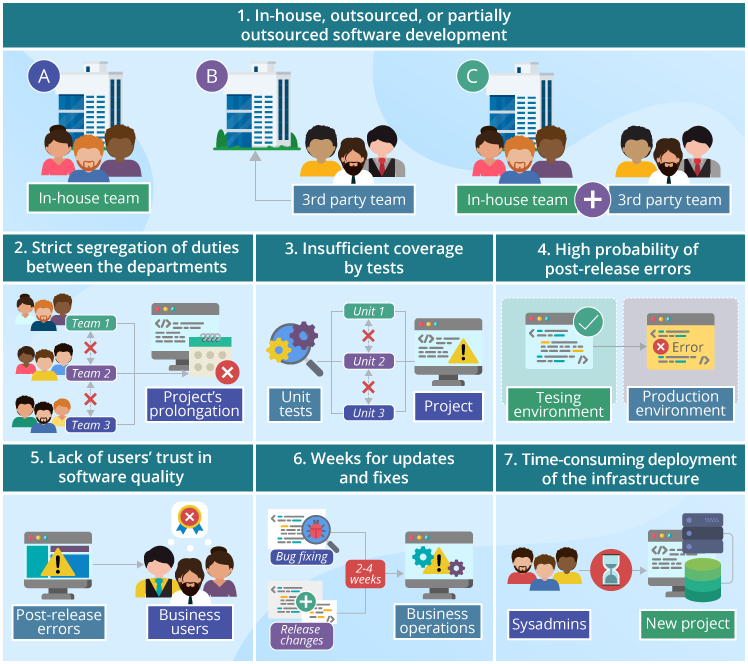 1. In-house, outsourced, or partially
outsourced software development
A
B
C
In-house team
3rd party team
In-house team
+
3rd party team
2. Strict segregation of duties
between the departments
Team 1
Team 2
Team 3
</>
Project's
prolongation
3. Insufficient coverage
by tests
Unit
tests
Unit 1
Unit 2
Unit 3
Project
4. High probability of
post-release errors
Tesing
environment
Error
Production
environment
5. Lack of users' trust in
software quality
Post-release
errors
Business
users
6. Weeks for updates
and fixes
Bug fixing
Release
changes
2-4
weeks
Business
operations
7. Time-consuming deployment
of the infrastructure
Sysadmins
</>
New project